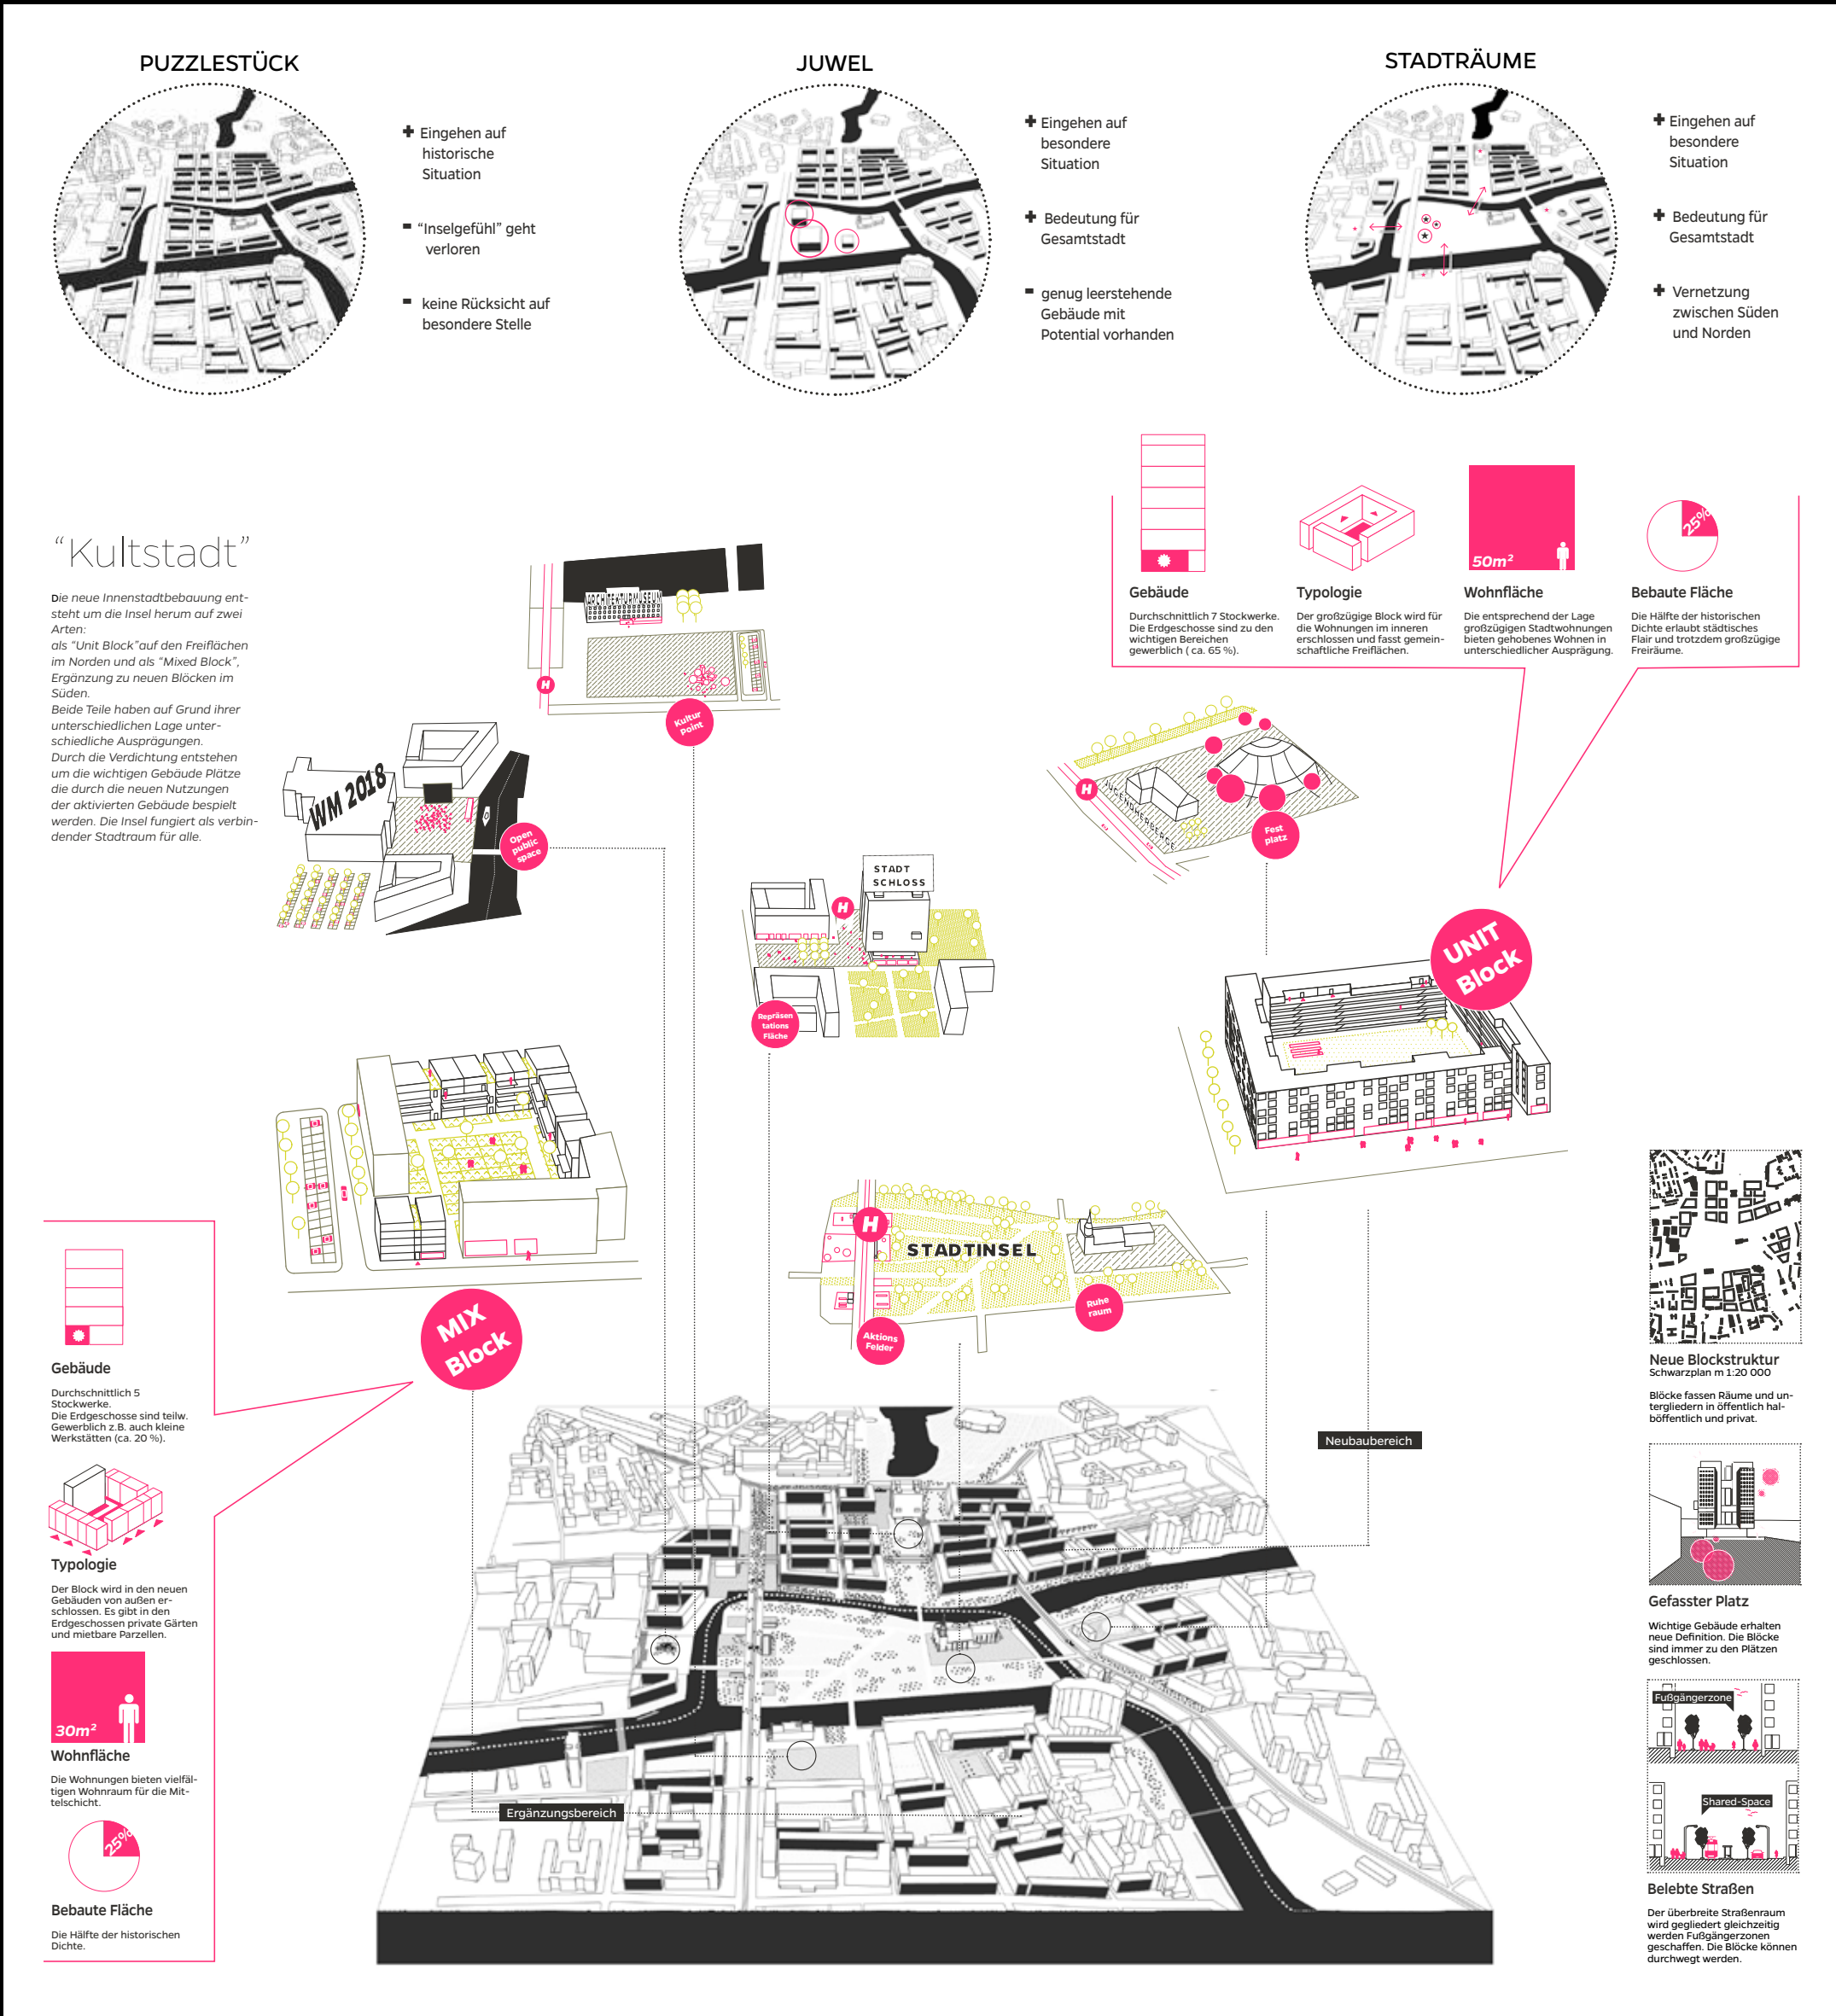 PUZZLESTÜCK
+ Eingehen auf
historische
Situation
- “Inselgefühl” geht
verloren
- keine Rücksicht auf
besondere Stelle
JUWEL
+ Eingehen auf
besondere
Situation
+ Bedeutung für
Gesamtstadt
- genug leerstehende
Gebäude mit
Potential vorhanden
STADTRÄUME
+ Eingehen auf
besondere
Situation
+ Bedeutung für
Gesamtstadt
+ Vernetzung
zwischen Süden
und Norden
“Kultstadt”
Die neue Innenstadtbebauung ent-
steht um die Insel herum auf zwei
Arten:
als “Unit Block”auf den Freiflächen
im Norden und als “Mixed Block”,
Ergänzung zu neuen Blöcken im
Süden.
Beide Teile haben auf Grund ihrer
unterschiedlichen Lage unter-
schiedliche Ausprägungen.
Durch die Verdichtung entstehen
um die wichtigen Gebäude Plätze
die durch die neuen Nutzungen
der aktivierten Gebäude bespielt
werden. Die Insel fungiert als verbin-
dender Stadtraum für alle.
ARCHITEKTURMUSEUM
H
Kultur
point
WM 2018
Open
public
space
50m²
25%
Gebäude
Durchschnittlich 7 Stockwerke.
Die Erdgeschosse sind zu den
wichtigen Bereichen
gewerblich ( ca. 65 %).
Typologie
Der großzügige Block wird für
die Wohnungen im inneren
erschlossen und fasst gemein-
schaftliche Freiflächen.
Wohnfläche
Die entsprechend der Lage
großzügigen Stadtwohnungen
bieten gehobenes Wohnen in
unterschiedlicher Ausprägung.
Bebaute Fläche
Die Hälfte der historischen
Dichte erlaubt städtisches
Flair und trotzdem großzügige
Freiräume.
H
JUGENDHERBERGE
Fest
platz
STADT
SCHLOSS
H
Repräsen
tations
Fläche
UNIT
Block
H
STADTINSEL
Ruhe
raum
Aktions
Felder
MIX
Block
Gebäude
Durchschnittlich 5
Stockwerke.
Die Erdgeschosse sind teilw.
Gewerblich z.B. auch kleine
Werkstätten (ca. 20 %).
Typologie
Der Block wird in den neuen
Gebäuden von außen er-
schlossen. Es gibt in den
Erdgeschossen private Gärten
und mietbare Parzellen.
30m²
Wohnfläche
Die Wohnungen bieten vielfäl-
tigen Wohnraum für die Mit-
telschicht.
25%
Bebaute Fläche
Die Hälfte der historischen
Dichte.
Neubaubereich
Ergänzungsbereich
Neue Blockstruktur
Schwarzplan m 1:20 000
Blöcke fassen Räume und un-
tergliedern in öffentlich hal-
böffentlich und privat.
Gefasster Platz
Wichtige Gebäude erhalten
neue Definition. Die Blöcke
sind immer zu den Plätzen
geschlossen.
Fußgängerzone
Shared-Space
Belebte Straßen
Der überbreite Straßenraum
wird gegliedert gleichzeitig
werden Fußgängerzonen
geschaffen. Die Blöcke können
durchwegt werden.